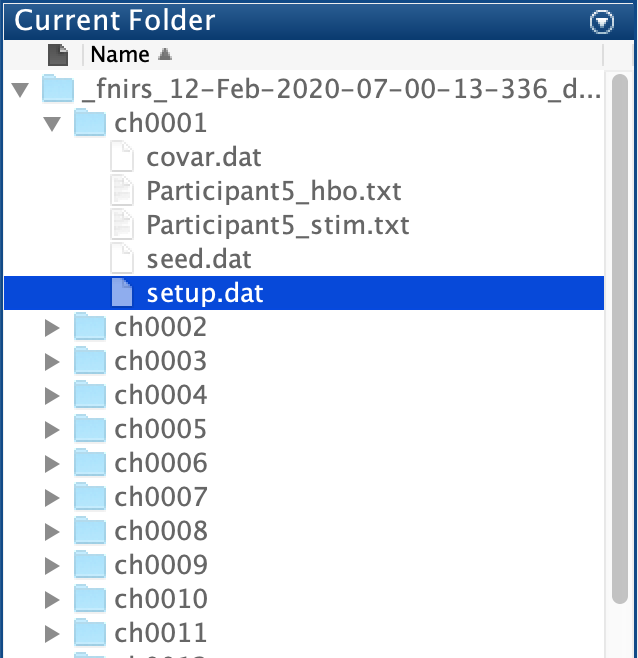 Current Folder
Name
_fnirs_12-Feb-2020-07-00-13-336_d...
ch0001
covar.dat
Participant5_hbo.txt
Participant5_stim.txt
seed.dat
setup.dat
ch0002
ch0003
ch0004
ch0005
ch0006
ch0007
ch0008
ch0009
ch0010
ch0011